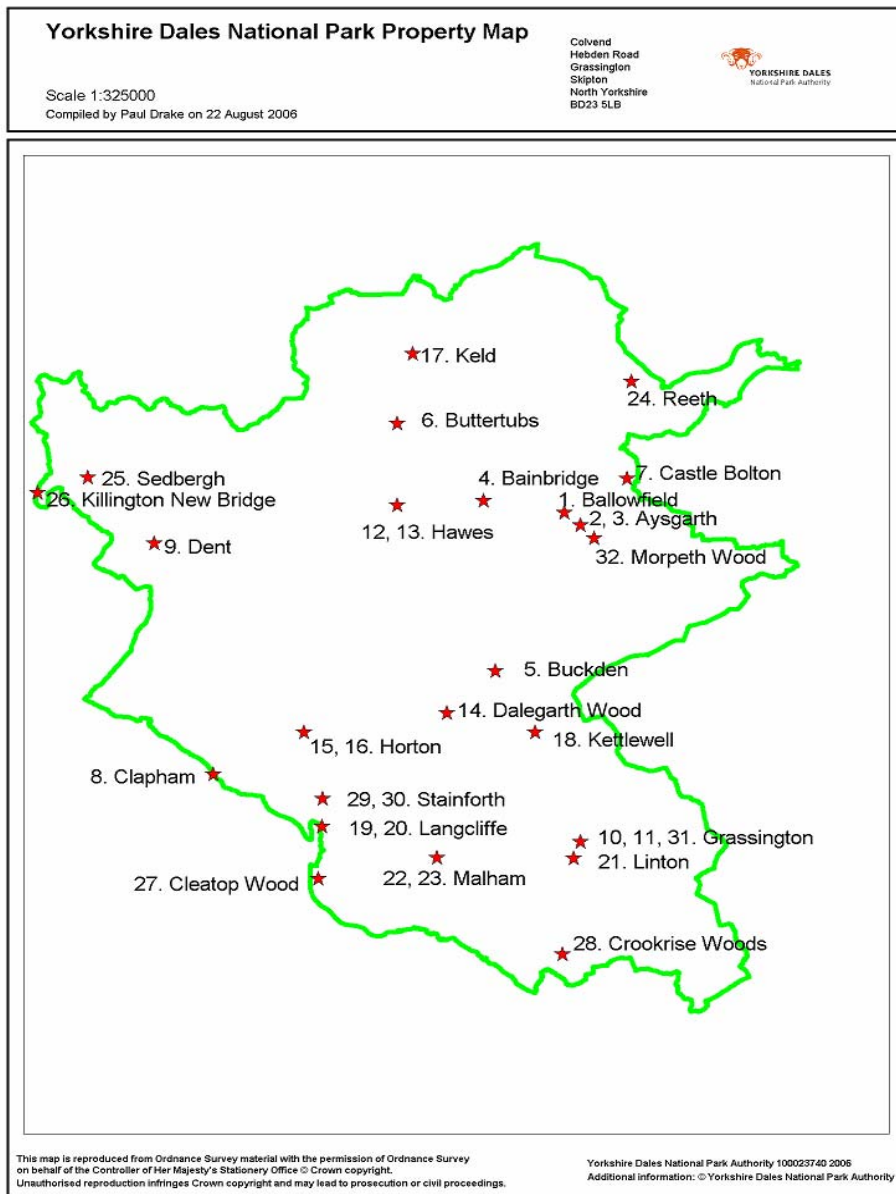 Yorkshire Dales National Park Property Map
Scale 1:325000
Compiled by Paul Drake on 22 August 2006
Colvend
Hebden Road
Grassington
Skipton
North Yorkshire
BD23 5LB
YORKSHIRE DALES
National Park Authority
17. Keld
24. Reeth
6. Buttertubs
25. Sedbergh
4. Bainbridge
7. Castle Bolton
26. Killington New Bridge
1. Ballowfield
12, 13. Hawes
2, 3. Aysgarth
9. Dent
32. Morpeth Wood
5. Buckden
14. Dalegarth Wood
15, 16. Horton
18. Kettlewell
8. Clapham
29, 30. Stainforth
19, 20. Langcliffe
10, 11, 31. Grassington
21. Linton
27. Cleatop Wood
22, 23. Malham
28. Crookrise Woods
This map is reproduced from Ordnance Survey material with the permission of Ordnance Survey
on behalf of the Controller of Her Majesty's Stationery Office © Crown copyright.
Unauthorised reproduction infringes Crown copyright and may lead to prosecution or civil proceedings.
Yorkshire Dales National Park Authority 100023740 2006
Additional information: © Yorkshire Dales National Park Authority